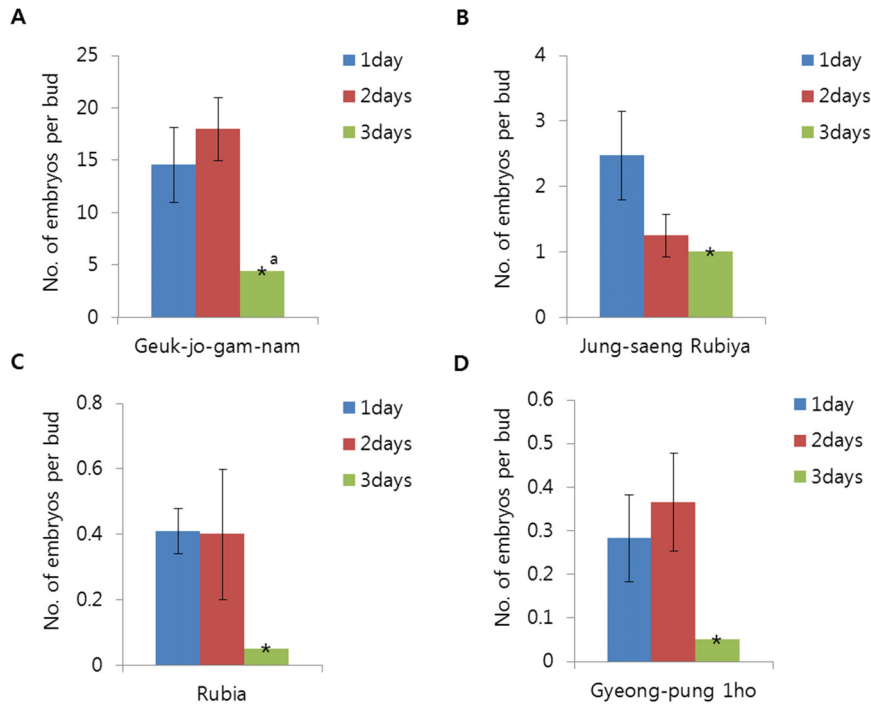 A
No. of embryos per bud
25
20
15
10
5
0
* a
Geuk-jo-gam-nam
1day
2days
3days
B
No. of embryos per bud
4
3
2
1
0
*
Jung-saeng Rubiya
1day
2days
3days
C
No. of embryos per bud
0.8
0.6
0.4
0.2
0
*
Rubia
1day
2days
3days
D
No. of embryos per bud
0.6
0.5
0.4
0.3
0.2
0.1
0
*
Gyeong-pung 1ho
1day
2days
3days